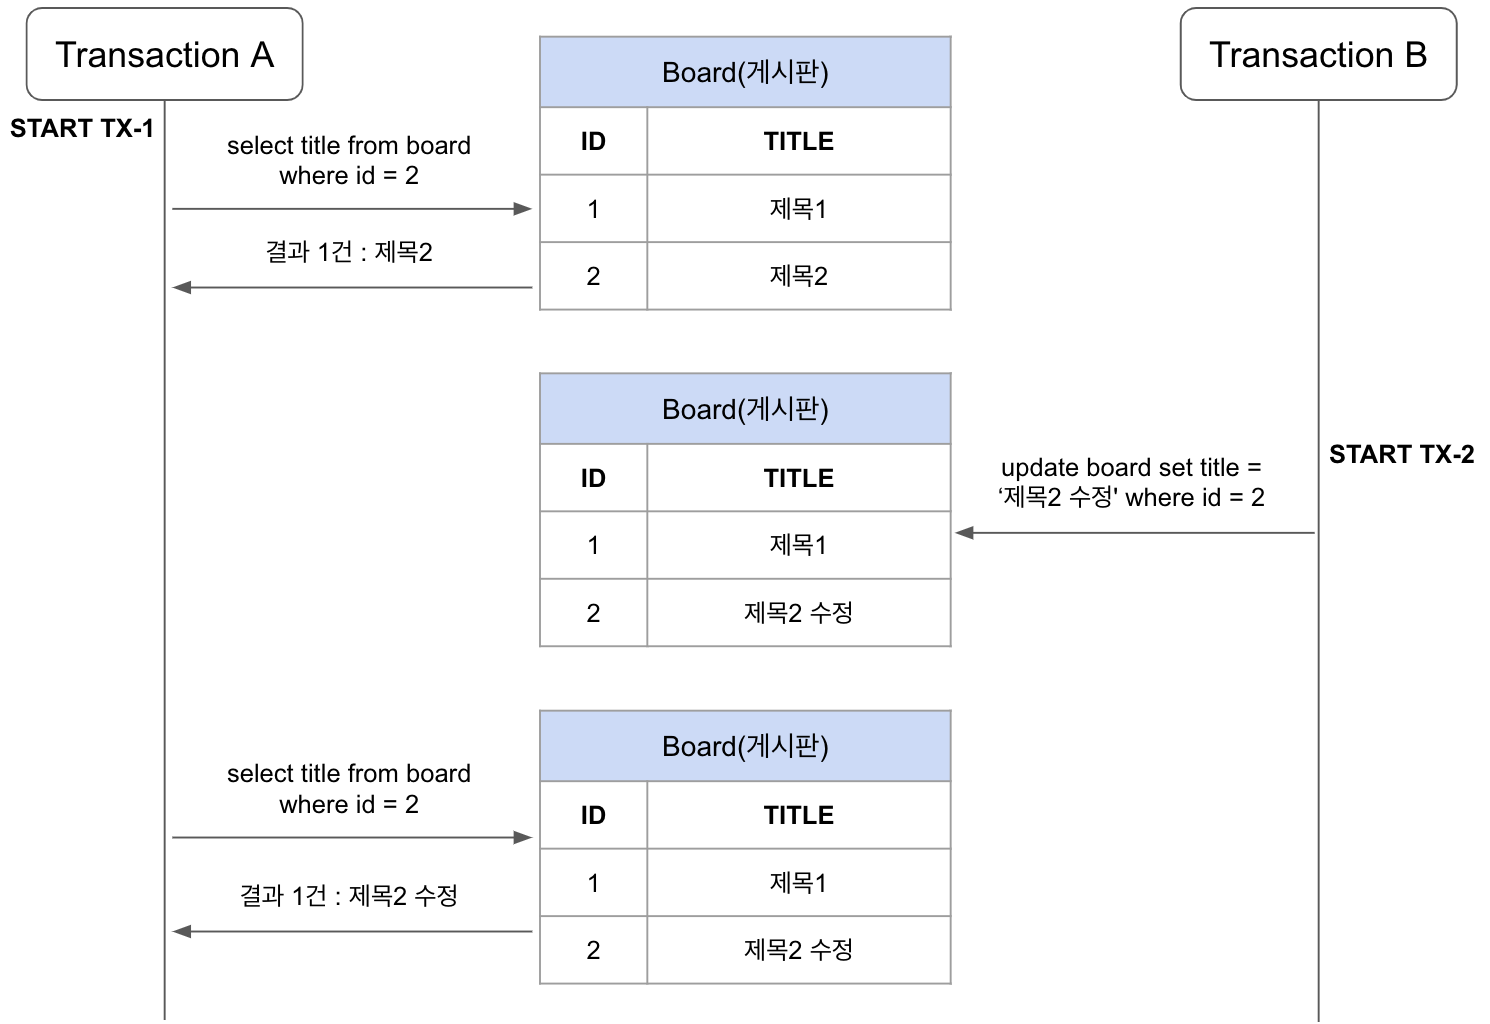 Transaction A
Transaction B
START TX-1
select title from board
where id = 2
결과 1건 : 제목2
Board(게시판)
ID TITLE
1 제목1
2 제목2
START TX-2
update board set title =
‘제목2 수정' where id = 2
Board(게시판)
ID TITLE
1 제목1
2 제목2 수정
select title from board
where id = 2
결과 1건 : 제목2 수정
Board(게시판)
ID TITLE
1 제목1
2 제목2 수정